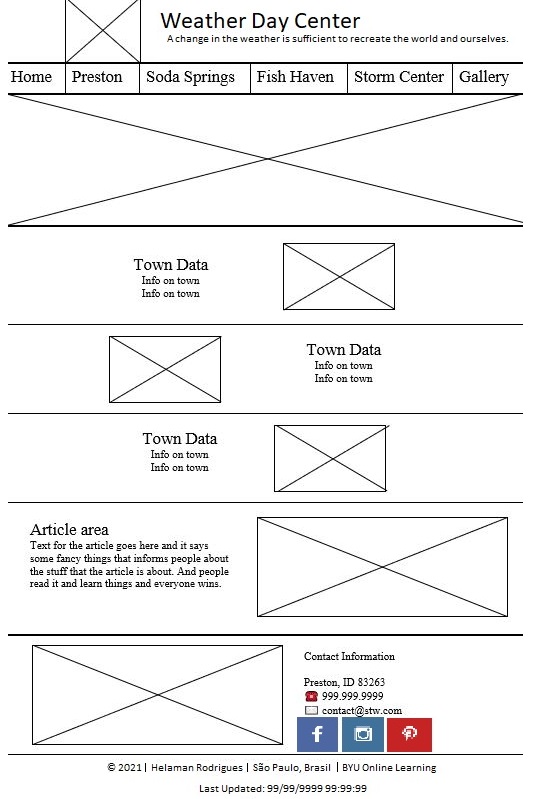 Weather Day Center
A change in the weather is sufficient to recreate the world and ourselves.
Home Preston Soda Springs Fish Haven Storm Center Gallery
Town Data
Info on town
Info on town
Town Data
Info on town
Info on town
Town Data
Info on town
Info on town
Article area
Text for the article goes here and it says
some fancy things that informs people about
the stuff that the article is about. And people
read it and learn things and everyone wins.
Contact Information
Preston, ID 83263
999.999.9999
contact@stw.com
© 2021| Helaman Rodrigues | São Paulo, Brasil | BYU Online Learning
Last Updated: 99/99/9999 99:99:99